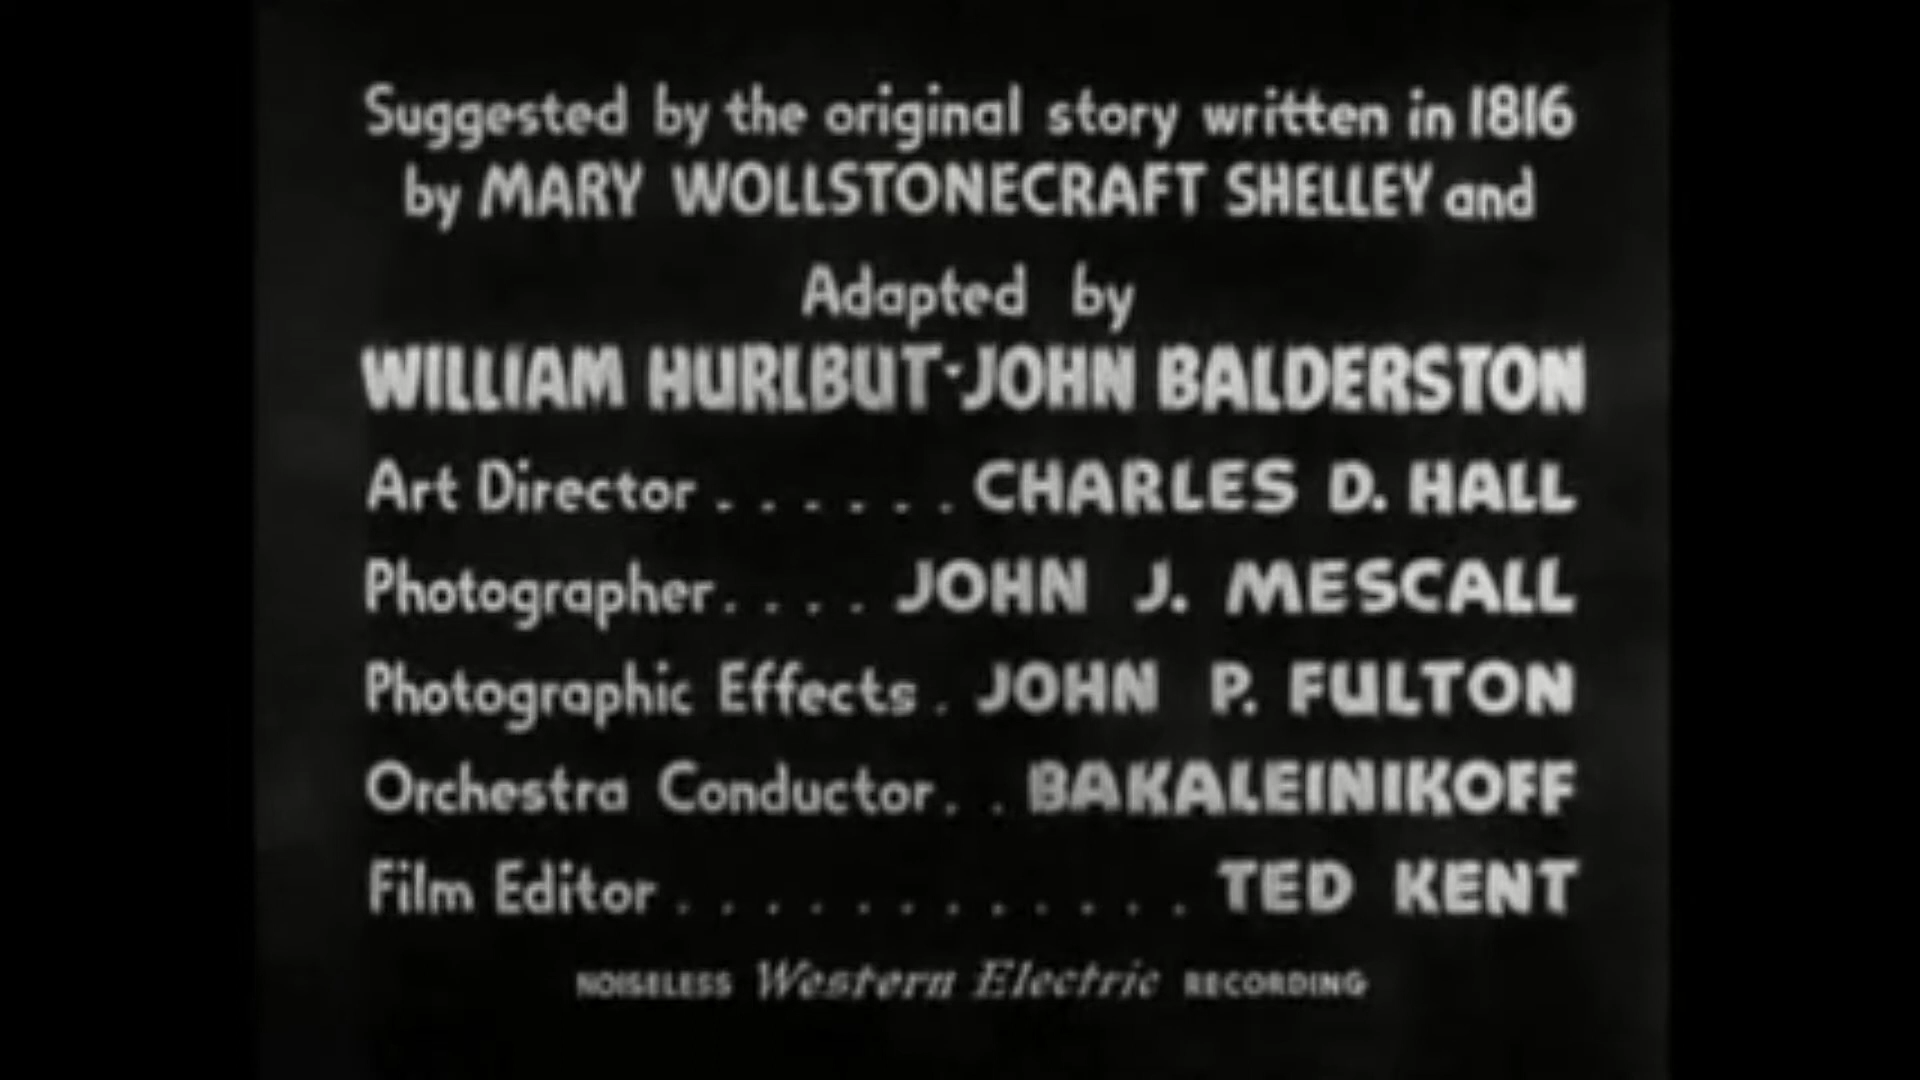 Suggested by the original story written in 1816
by MARY WOLLSTONECRAFT SHELLEY and
Adapted by
WILLIAM HURLBUT-JOHN BALDERSTON
Art Director . . . . . . CHARLES D. HALL
Photographer. . . . JOHN J. MESCALL
Photographic Effects . JOHN P. FULTON
Orchestra Conductor. . BAKALEINIKOFF
Film Editor . . . . . . . . . . . . TED KENT
NOISELESS Western Electric RECORDING